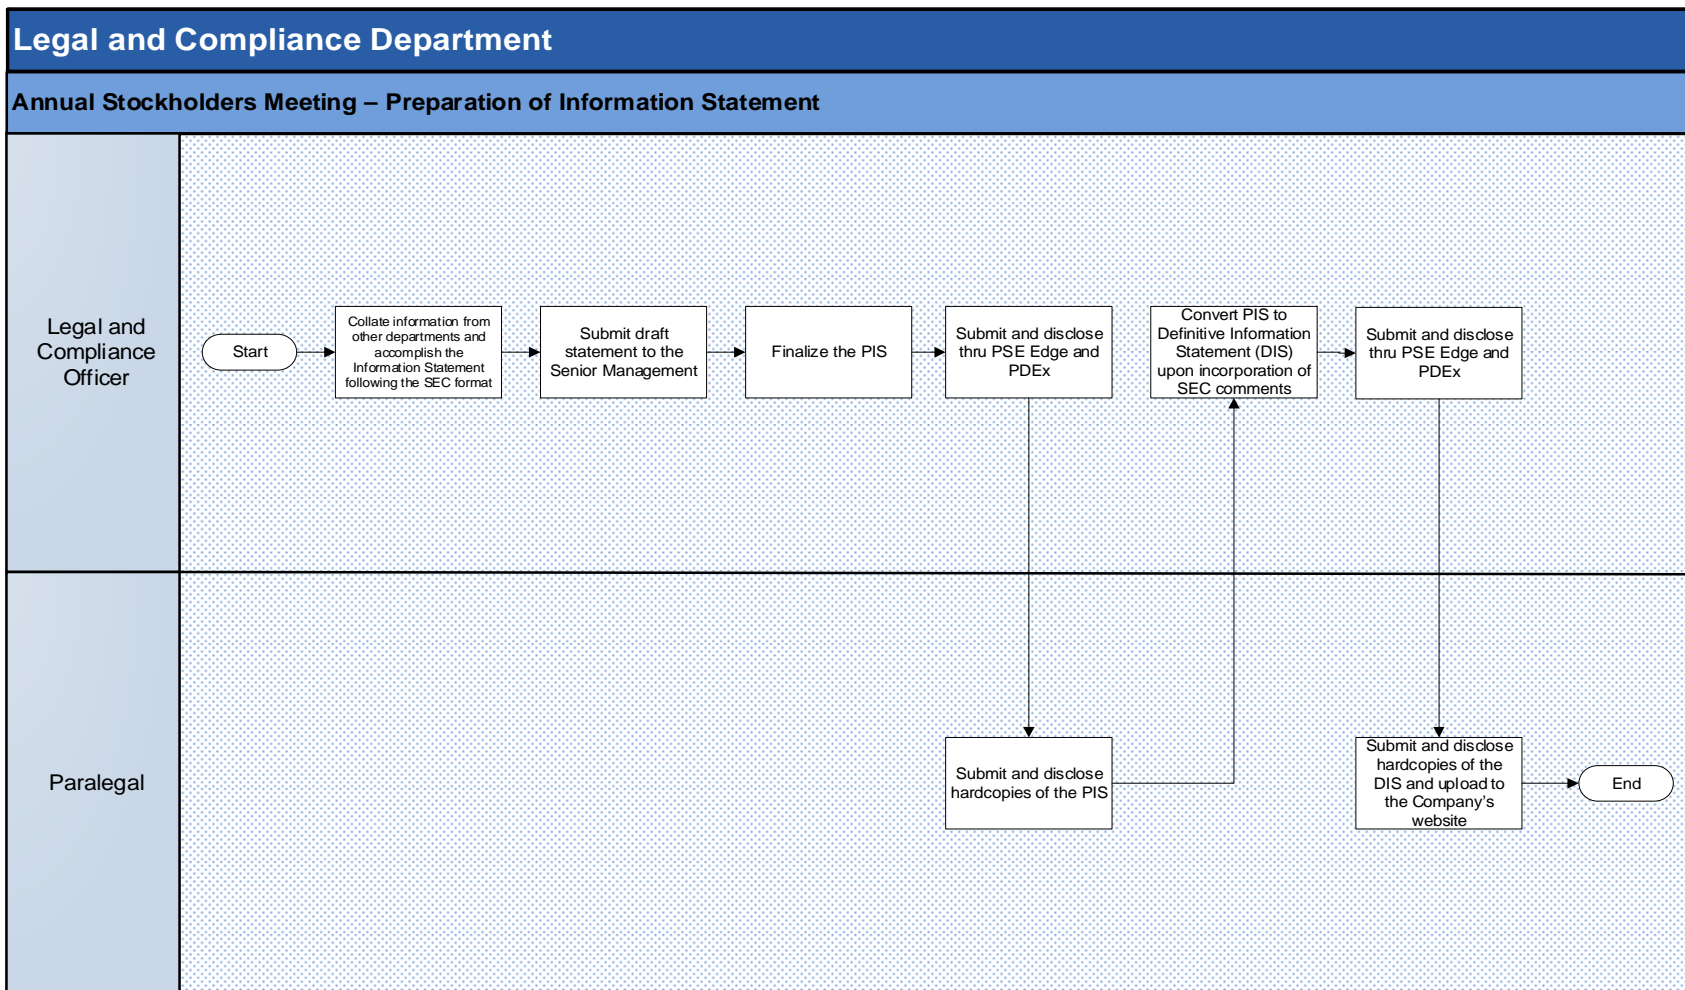 Legal and Compliance Department
Annual Stockholders Meeting – Preparation of Information Statement
Legal and
Compliance
Officer
Start
Collate information from
other departments and
accomplish the
Information Statement
following the SEC format
Submit draft
statement to the
Senior Management
Finalize the PIS
Submit and disclose
thru PSE Edge and
PDEx
Convert PIS to
Definitive Information
Statement (DIS)
upon incorporation of
SEC comments
Submit and disclose
thru PSE Edge and
PDEx
Paralegal
Submit and disclose
hardcopies of the PIS
Submit and disclose
hardcopies of the
DIS and upload to
the Company's
website
End